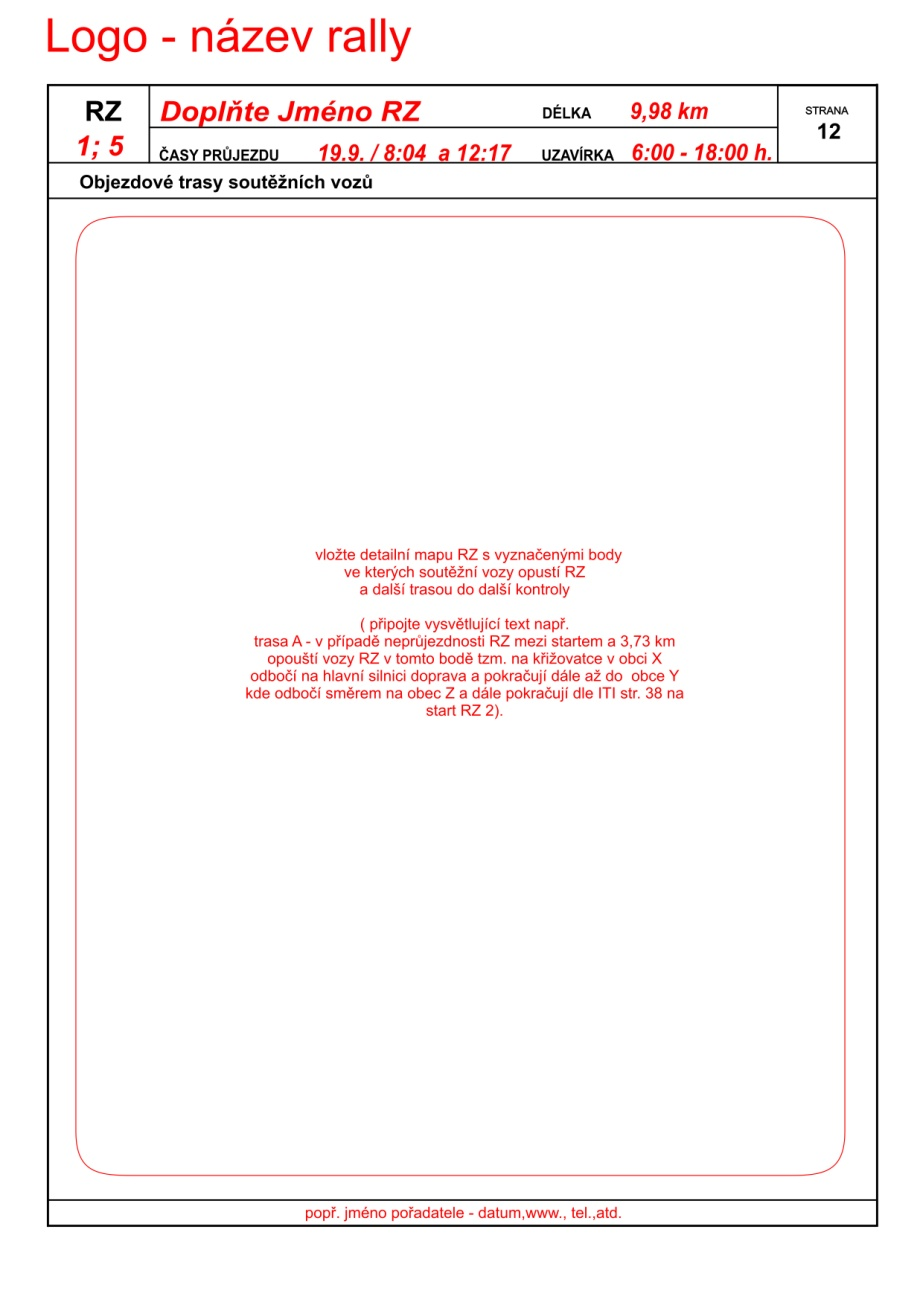 Logo - název rally
RZ
1; 5
Doplňte Jméno RZ
DÉLKA 9,98 km
STRANA
12
ČASY PRŮJEZDU 19.9. / 8:04 a 12:17 UZAVÍRKA 6:00 - 18:00 h.
Objezdové trasy soutěžních vozů
vložte detailní mapu RZ s vyznačenými body
ve kterých soutěžní vozy opustí RZ
a další trasou do další kontroly
( připojte vysvětlující text např.
trasa A - v případě neprůjezdnosti RZ mezi startem a 3,73 km
opouští vozy RZ v tomto bodě tzm. na křižovatce v obci X
odbočí na hlavní silnici doprava a pokračují dále až do obce Y
kde odbočí směrem na obec Z a dále pokračují dle ITI str. 38 na
start RZ 2).
popř. jméno pořadatele - datum,www., tel.,atd.